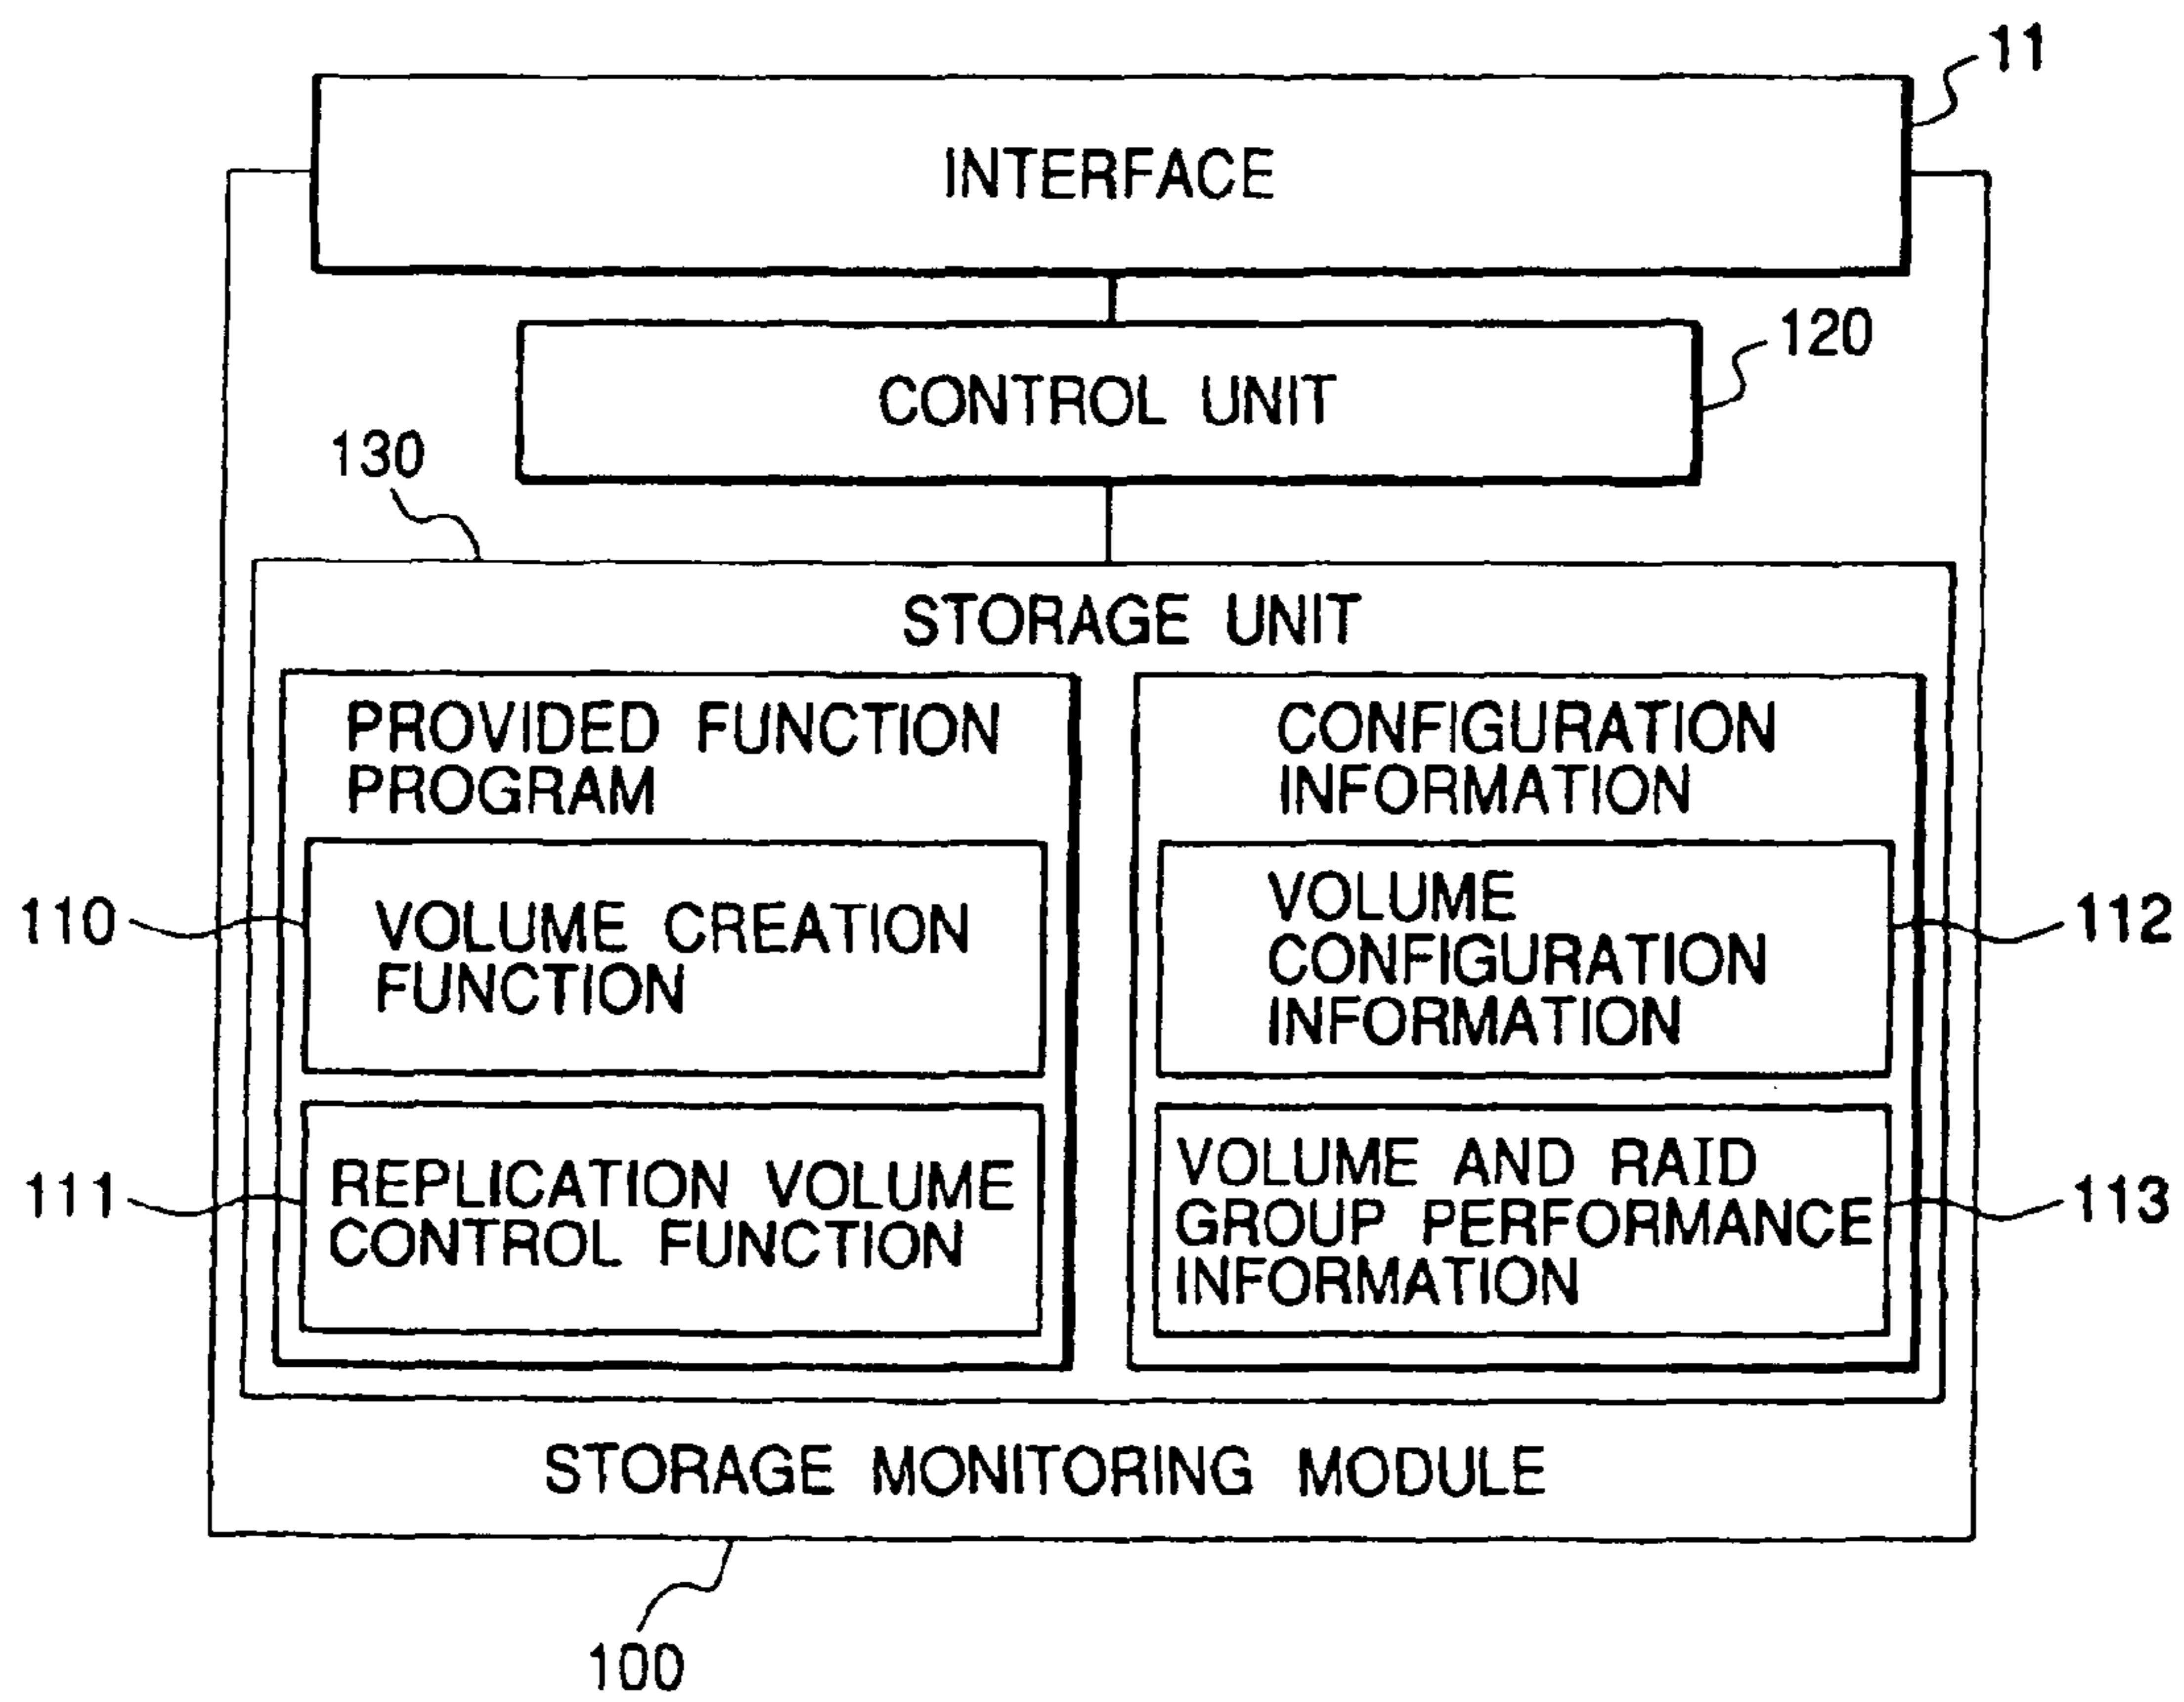 11
INTERFACE
120
CONTROL UNIT
130
STORAGE UNIT
PROVIDED FUNCTION
PROGRAM
CONFIGURATION
INFORMATION
110
VOLUME CREATION
FUNCTION
VOLUME
CONFIGURATION
INFORMATION
112
111
REPLICATION VOLUME
CONTROL FUNCTION
VOLUME AND RAID
GROUP PERFORMANCE
INFORMATION
113
STORAGE MONITORING MODULE
100